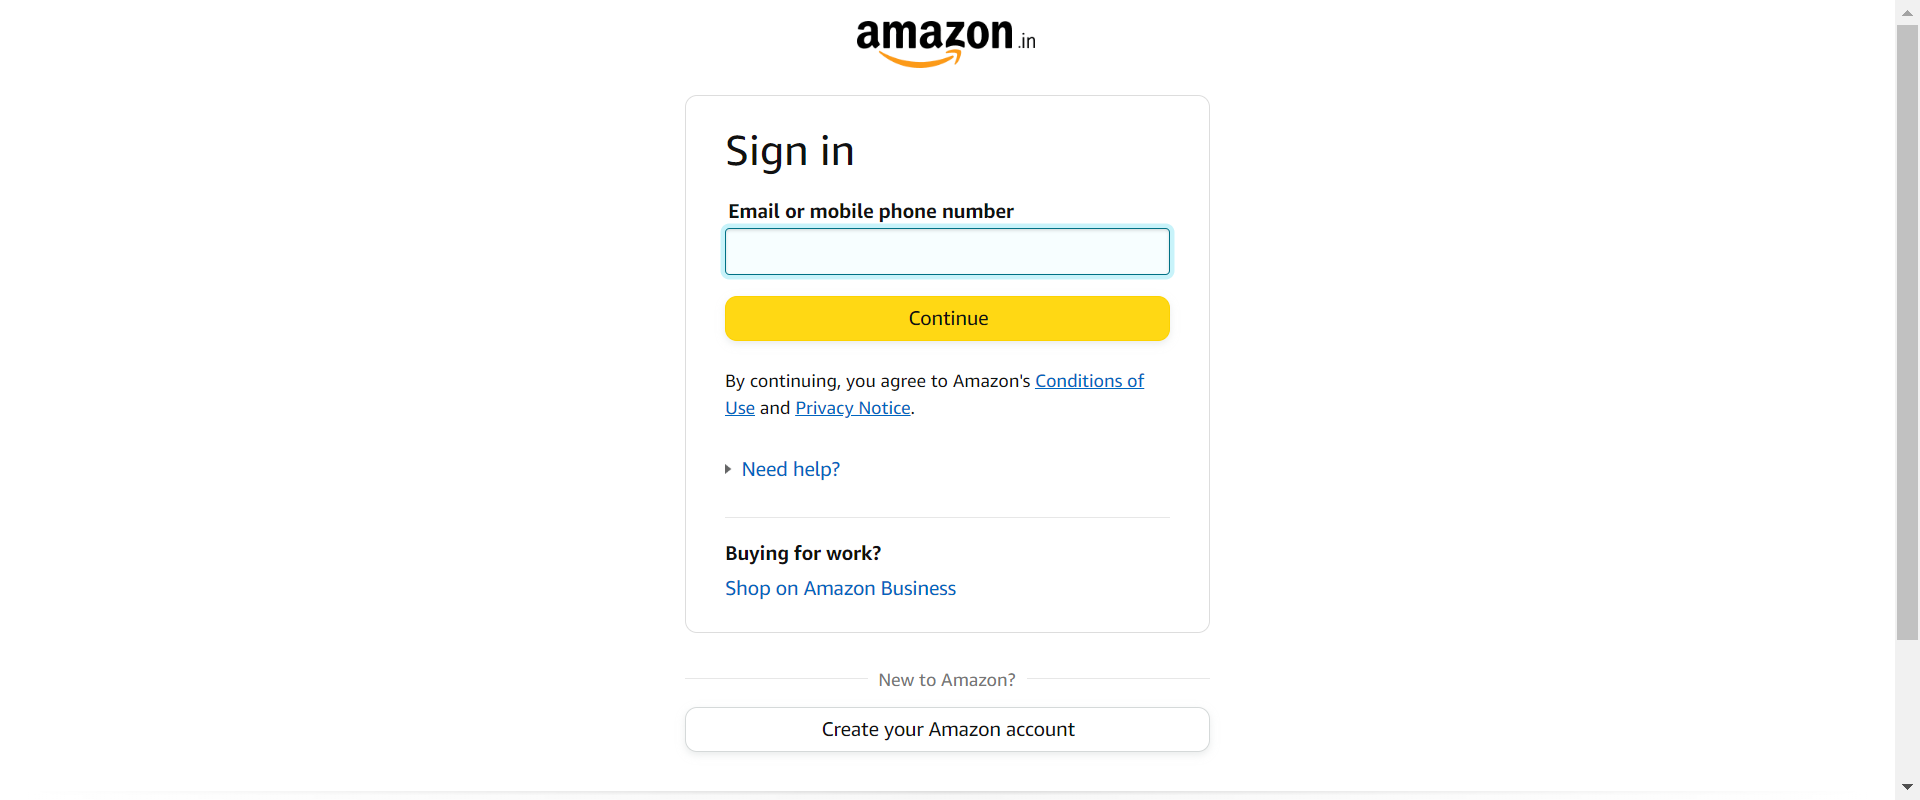 amazon.in
Sign in
Email or mobile phone number
Continue
By continuing, you agree to Amazon's Conditions of
Use and Privacy Notice.
Need help?
Buying for work?
Shop on Amazon Business
New to Amazon?
Create your Amazon account